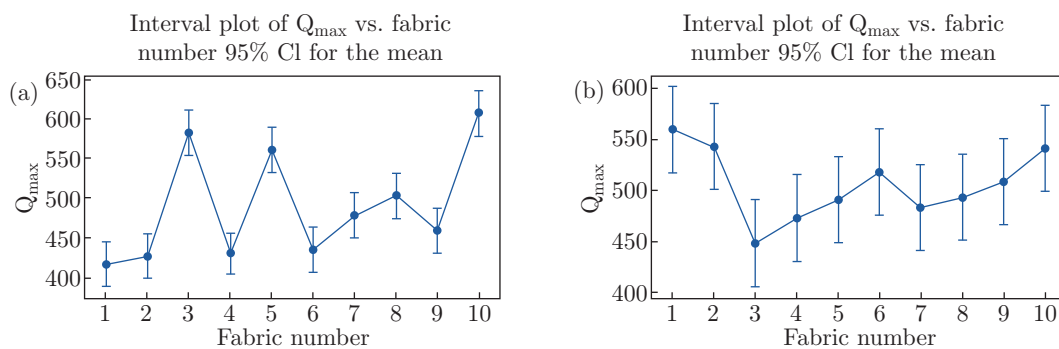 Interval plot of Qmax vs. fabric
number 95% Cl for the mean
(a)
650
600
550
500
450
400
Qmax
1 2 3 4 5 6 7 8 9 10
Fabric number
Interval plot of Qmax vs. fabric
number 95% Cl for the mean
(b)
600
550
500
450
400
Qmax
1 2 3 4 5 6 7 8 9 10
Fabric number